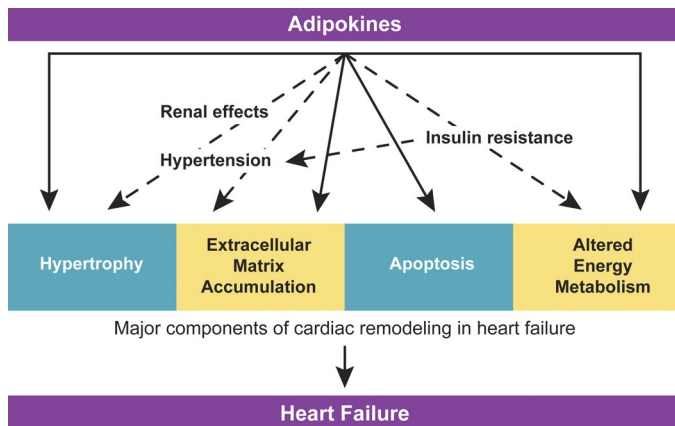 Adipokines
Renal effects
Insulin resistance
Hypertension
Hypertrophy
Extracellular
Matrix
Accumulation
Apoptosis
Altered
Energy
Metabolism
Major components of cardiac remodeling in heart failure
Heart Failure